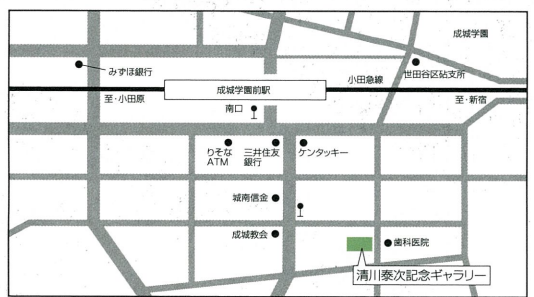 成城学園
みずほ銀行
世田谷区砧支所
小田急線
成城学園前駅
至・小田原
至・新宿
南口
りそな
ATM
三井住友
銀行
ケンタッキー
城南信金
成城教会
歯科医院
清川泰次記念ギャラリー